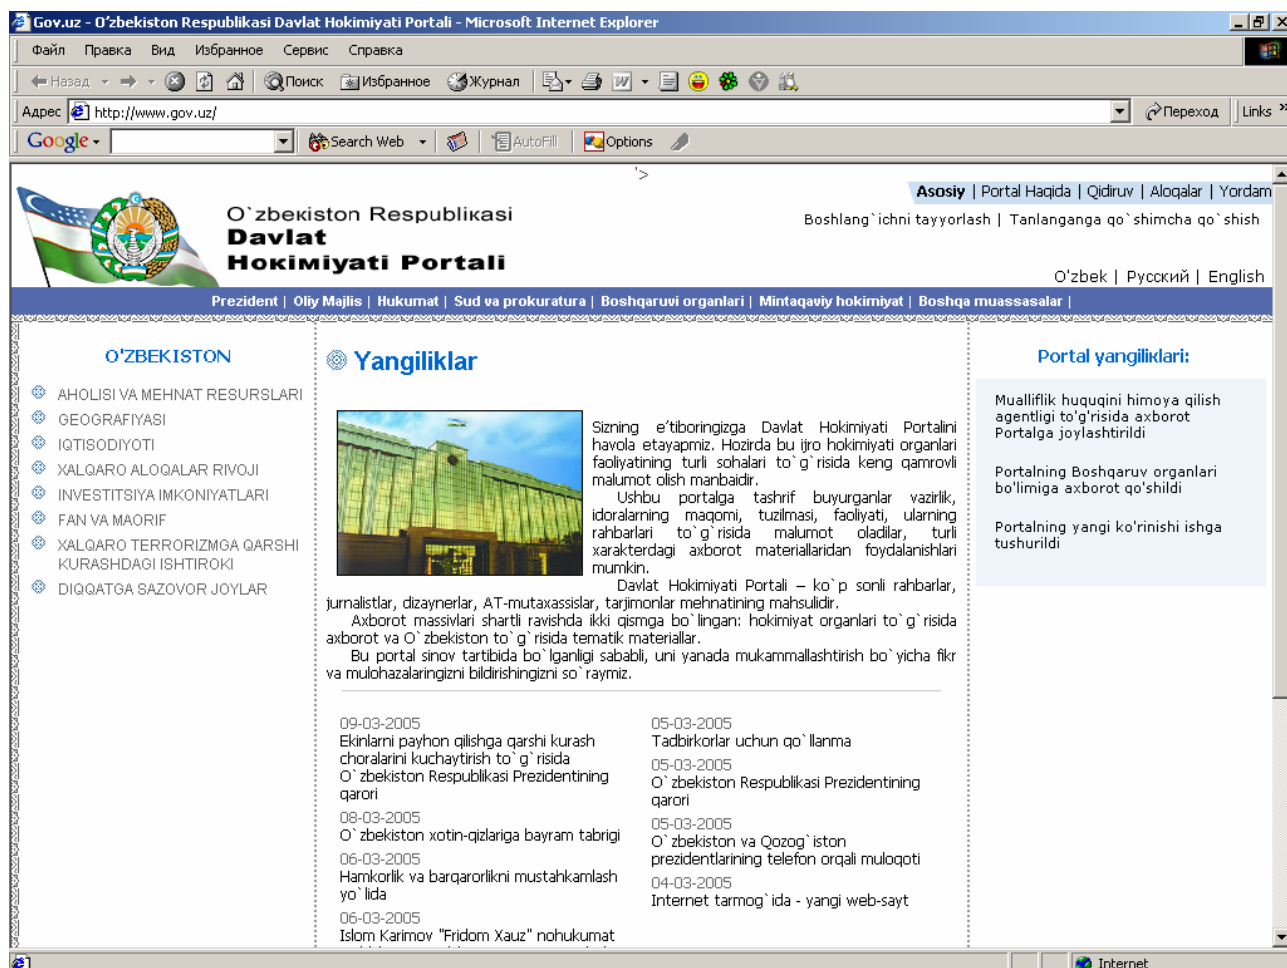 Gov.uz - O'zbekiston Respublikasi Davlat Hokimiyati Portali - Microsoft Internet Explorer
Файл Правка Вид Избранное Сервис Справка
Назад Поиск Избранное Журнал
Адрес http://www.gov.uz/ Переход Links »
Google Search Web AutoFill Options
'>
Asosiy | Portal Haqida | Qidiruv | Aloqalar | Yordam
O`zbекiston Respubliкasi
Davlat
Hокiмiyati Portali
Boshlang`ichni tayyorlash | Tanlanganga qo`shimcha qo`shish
O'zbek | Русский | English
Prezident | Oliy Majlis | Hukumat | Sud va prokuratura | Boshqaruvi organlari | Mintaqaviy hokimiyat | Boshqa muassasalar |
O'ZBEKISTON
AHOLISI VA MEHNAT RESURSLARI
GEOGRAFIYASI
IQTISODIYOTI
XALQARO ALOQALAR RIVOJI
INVESTITSIYA IMKONIYATLARI
FAN VA MAORIF
XALQARO TERRORIZMGA QARSHI
KURASHDAGI ISHTIROKI
DIQQATGA SAZOVOR JOYLAR
Yangiliklar
Sizning e'tiboringizga Davlat Hokimiyati Portalini
havola etayapmiz. Hozirda bu ijro hokimiyati organlari
faoliyatining turli sohalari to`g`risida keng qamrovli
malumot olish manbaidir.
Ushbu portalga tashrif buyurganlar vazirlik,
idoralarning maqomi, tuzilmasi, faoliyati, ularning
rahbarlari to`g`risida malumot oladilar, turli
xarakterdagi axborot materiallaridan foydalanishlari
mumkin.
Davlat Hokimiyati Portali – ko`p sonli rahbarlar,
jurnalistlar, dizaynerlar, AT-mutaxassislar, tarjimonlar mehnatining mahsulidir.
Axborot massivlari shartli ravishda ikki qismga bo`lingan: hokimiyat organlari to`g`risida
axborot va O`zbekiston to`g`risida tematik materiallar.
Bu portal sinov tartibida bo`lganligi sababli, uni yanada mukammallashtirish bo`yicha fikr
va mulohazalaringizni bildirishingizni so`raymiz.
09-03-2005
Ekinlarni payhon qilishga qarshi kurash
choralarini kuchaytirish to`g`risida
O`zbekiston Respublikasi Prezidentining
qarori
08-03-2005
O`zbekiston xotin-qizlariga bayram tabrigi
06-03-2005
Hamkorlik va barqarorlikni mustahkamlash
yo`lida
06-03-2005
Islom Karimov "Fridom Xauz" nohukumat
05-03-2005
Tadbirkorlar uchun qo`llanma
05-03-2005
O`zbekiston Respublikasi Prezidentining
qarori
05-03-2005
O`zbekiston va Qozog`iston
prezidentlarining telefon orqali muloqoti
04-03-2005
Internet tarmog`ida - yangi web-sayt
Portal yangiliкlari:
Mualliflik huquqini himoya qilish
agentligi to'g'risida axborot
Portalga joylashtirildi
Portalning Boshqaruv organlari
bo'limiga axborot qo'shildi
Portalning yangi ko'rinishi ishga
tushurildi
Internet